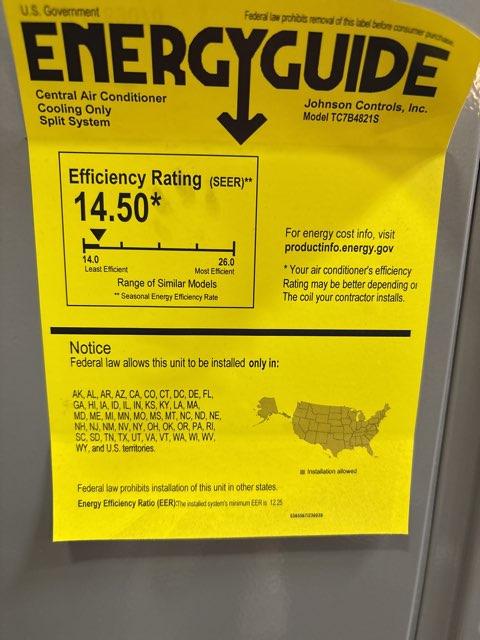 U.S. Government
Federal law prohibits removal of this label before consumer purchase.
ENERGYGUIDE
Central Air Conditioner
Cooling Only
Split System
Johnson Controls, Inc.
Model TC7B4821S
Efficiency Rating (SEER)**
14.50*
14.0
26.0
Least Efficient
Most Efficient
Range of Similar Models
** Seasonal Energy Efficiency Rate
For energy cost info, visit
productinfo.energy.gov
* Your air conditioner's efficiency
Rating may be better depending on
The coil your contractor installs.
Notice
Federal law allows this unit to be installed only in:
AK, AL, AR, AZ, CA, CO, CT, DC, DE, FL,
GA, HI, IA, ID, IL, IN, KS, KY, LA, MA,
MD, ME, MI, MN, MO, MS, MT, NC, ND, NE,
NH, NJ, NM, NV, NY, OH, OK, OR, PA, RI,
SC, SD, TN, TX, UT, VA, VT, WA, WI, WV,
WY, and U.S. territories.
Installation allowed
Federal law prohibits installation of this unit in other states.
Energy Efficiency Ratio (EER):The installed system's minimum EER is 12.25